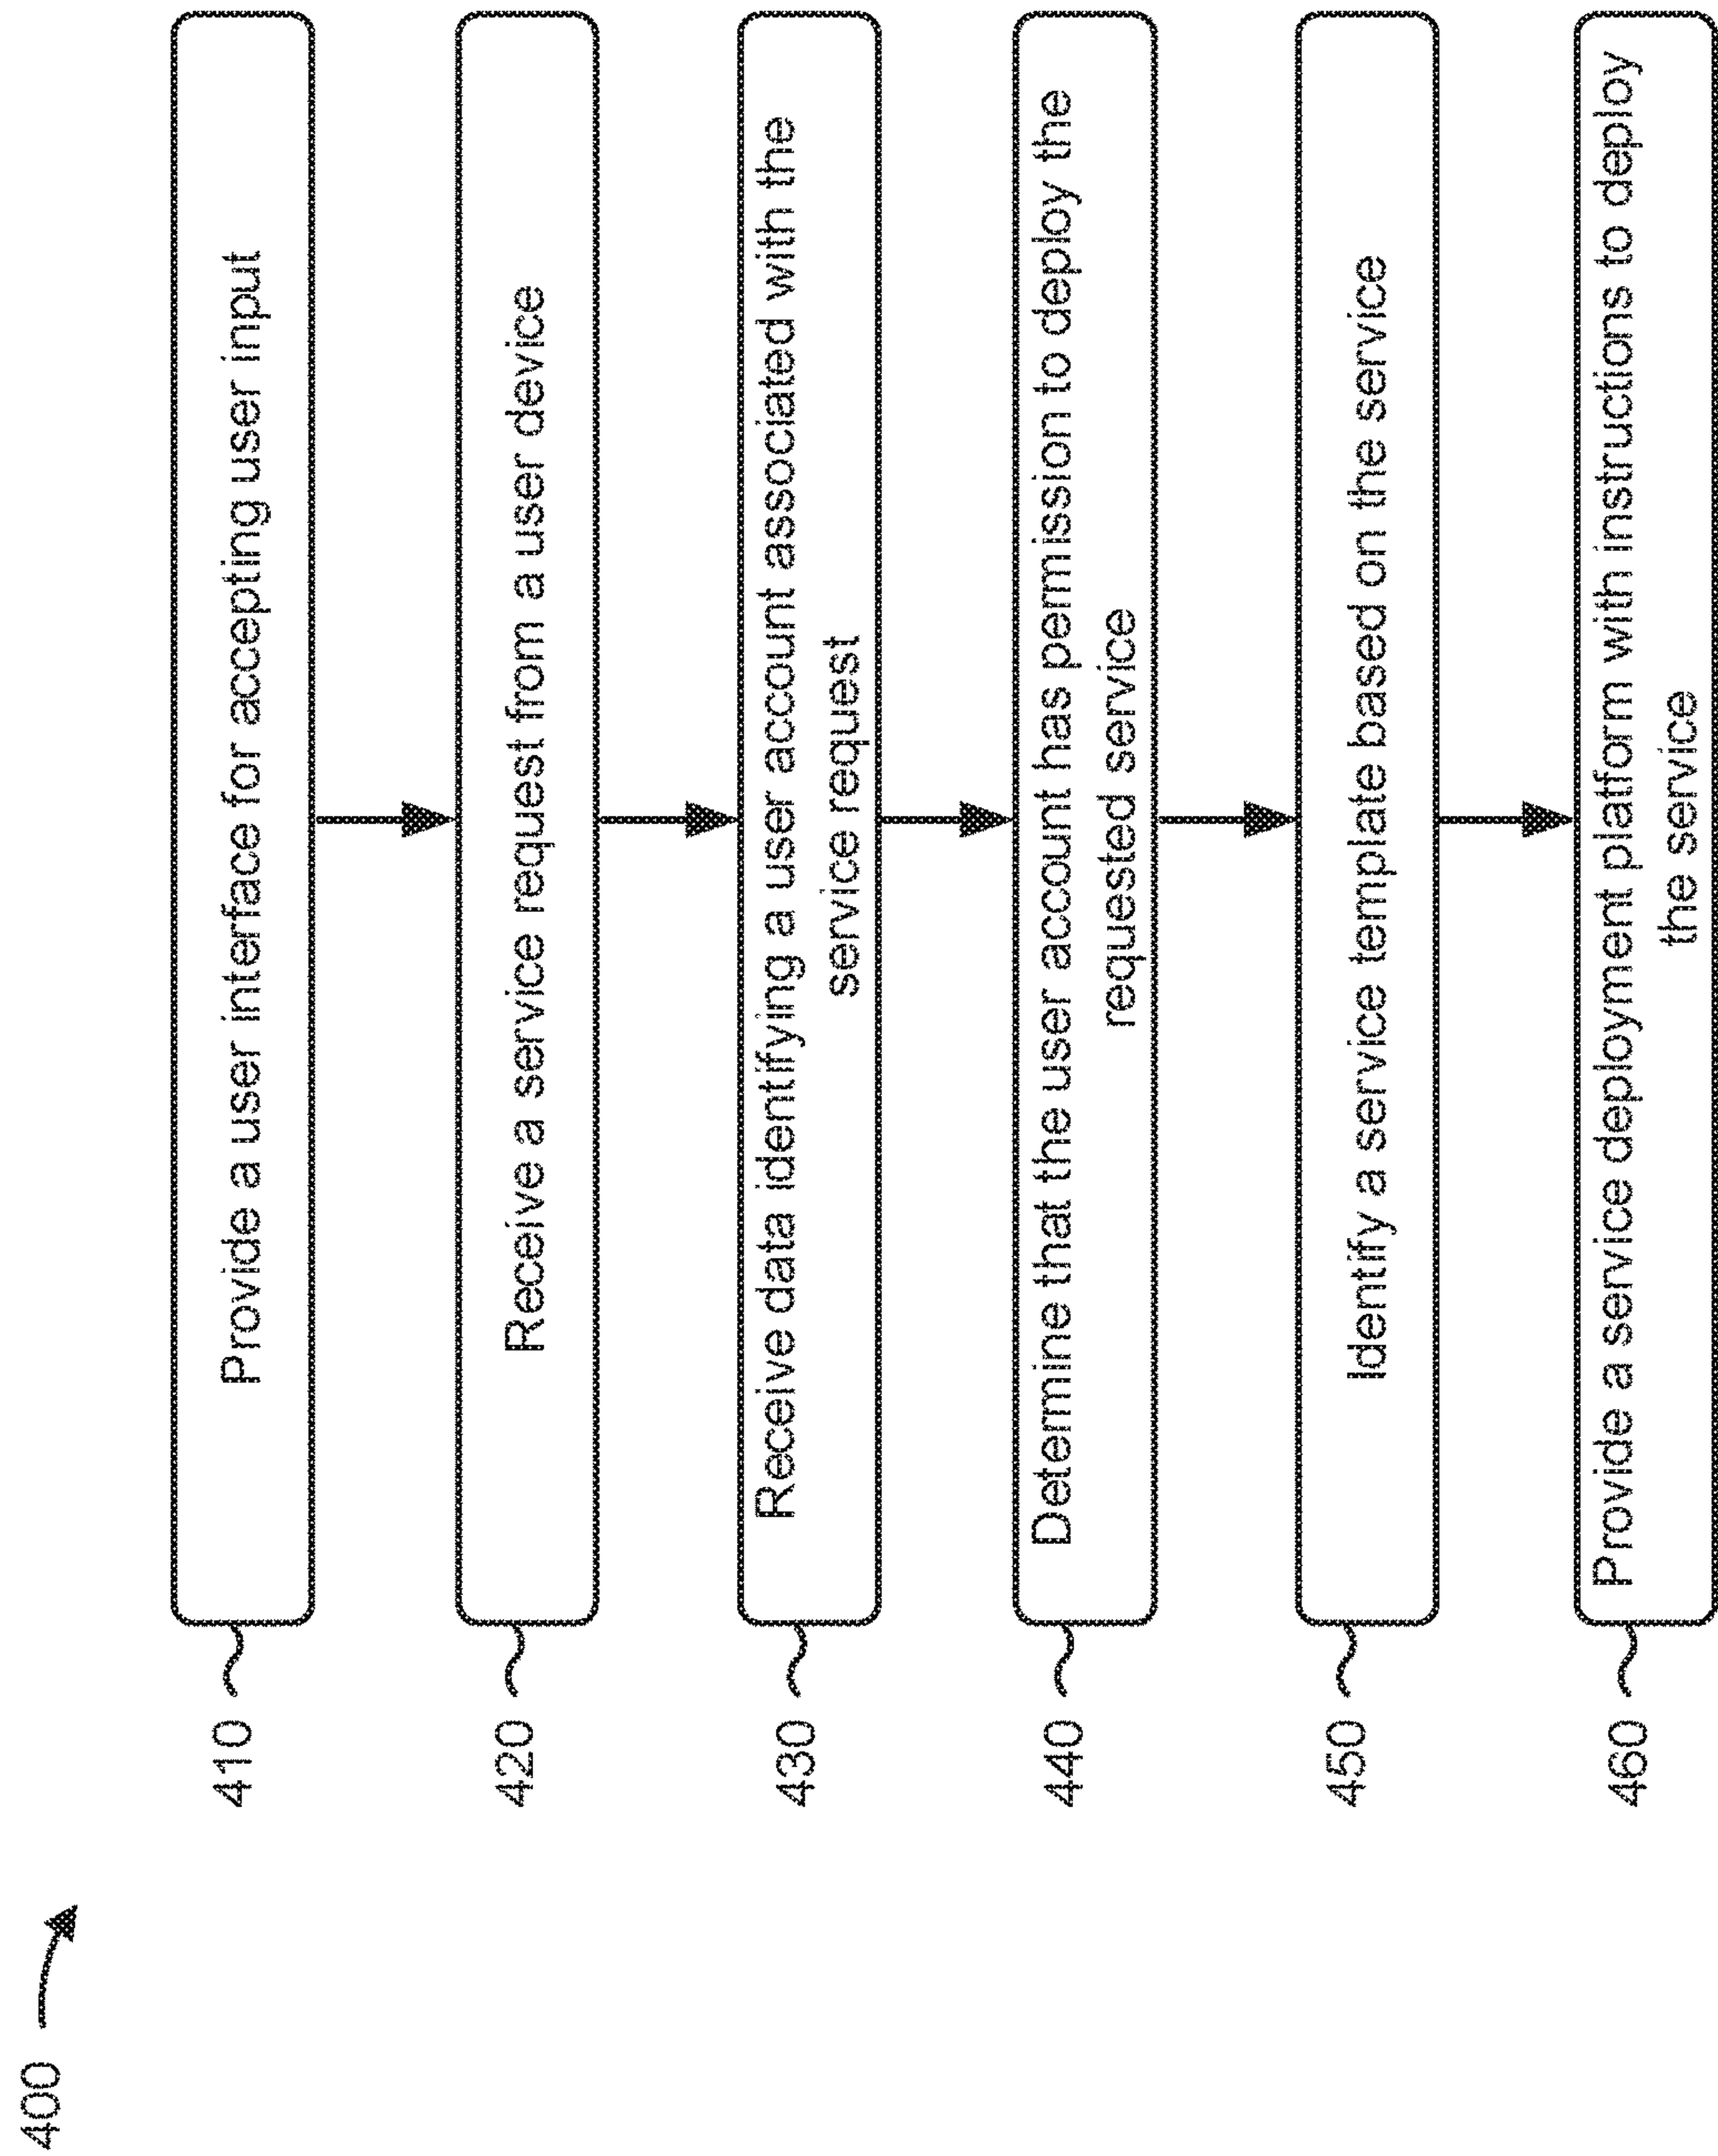 400
410
Provide a user interface for accepting user input
420
Receive a service request from a user device
430
Receive data identifying a user account associated with the
service request
440
Determine that the user account has permission to deploy the
requested service
450
Identify a service template based on the service
460
Provide a service deployment platform with instructions to deploy
the service